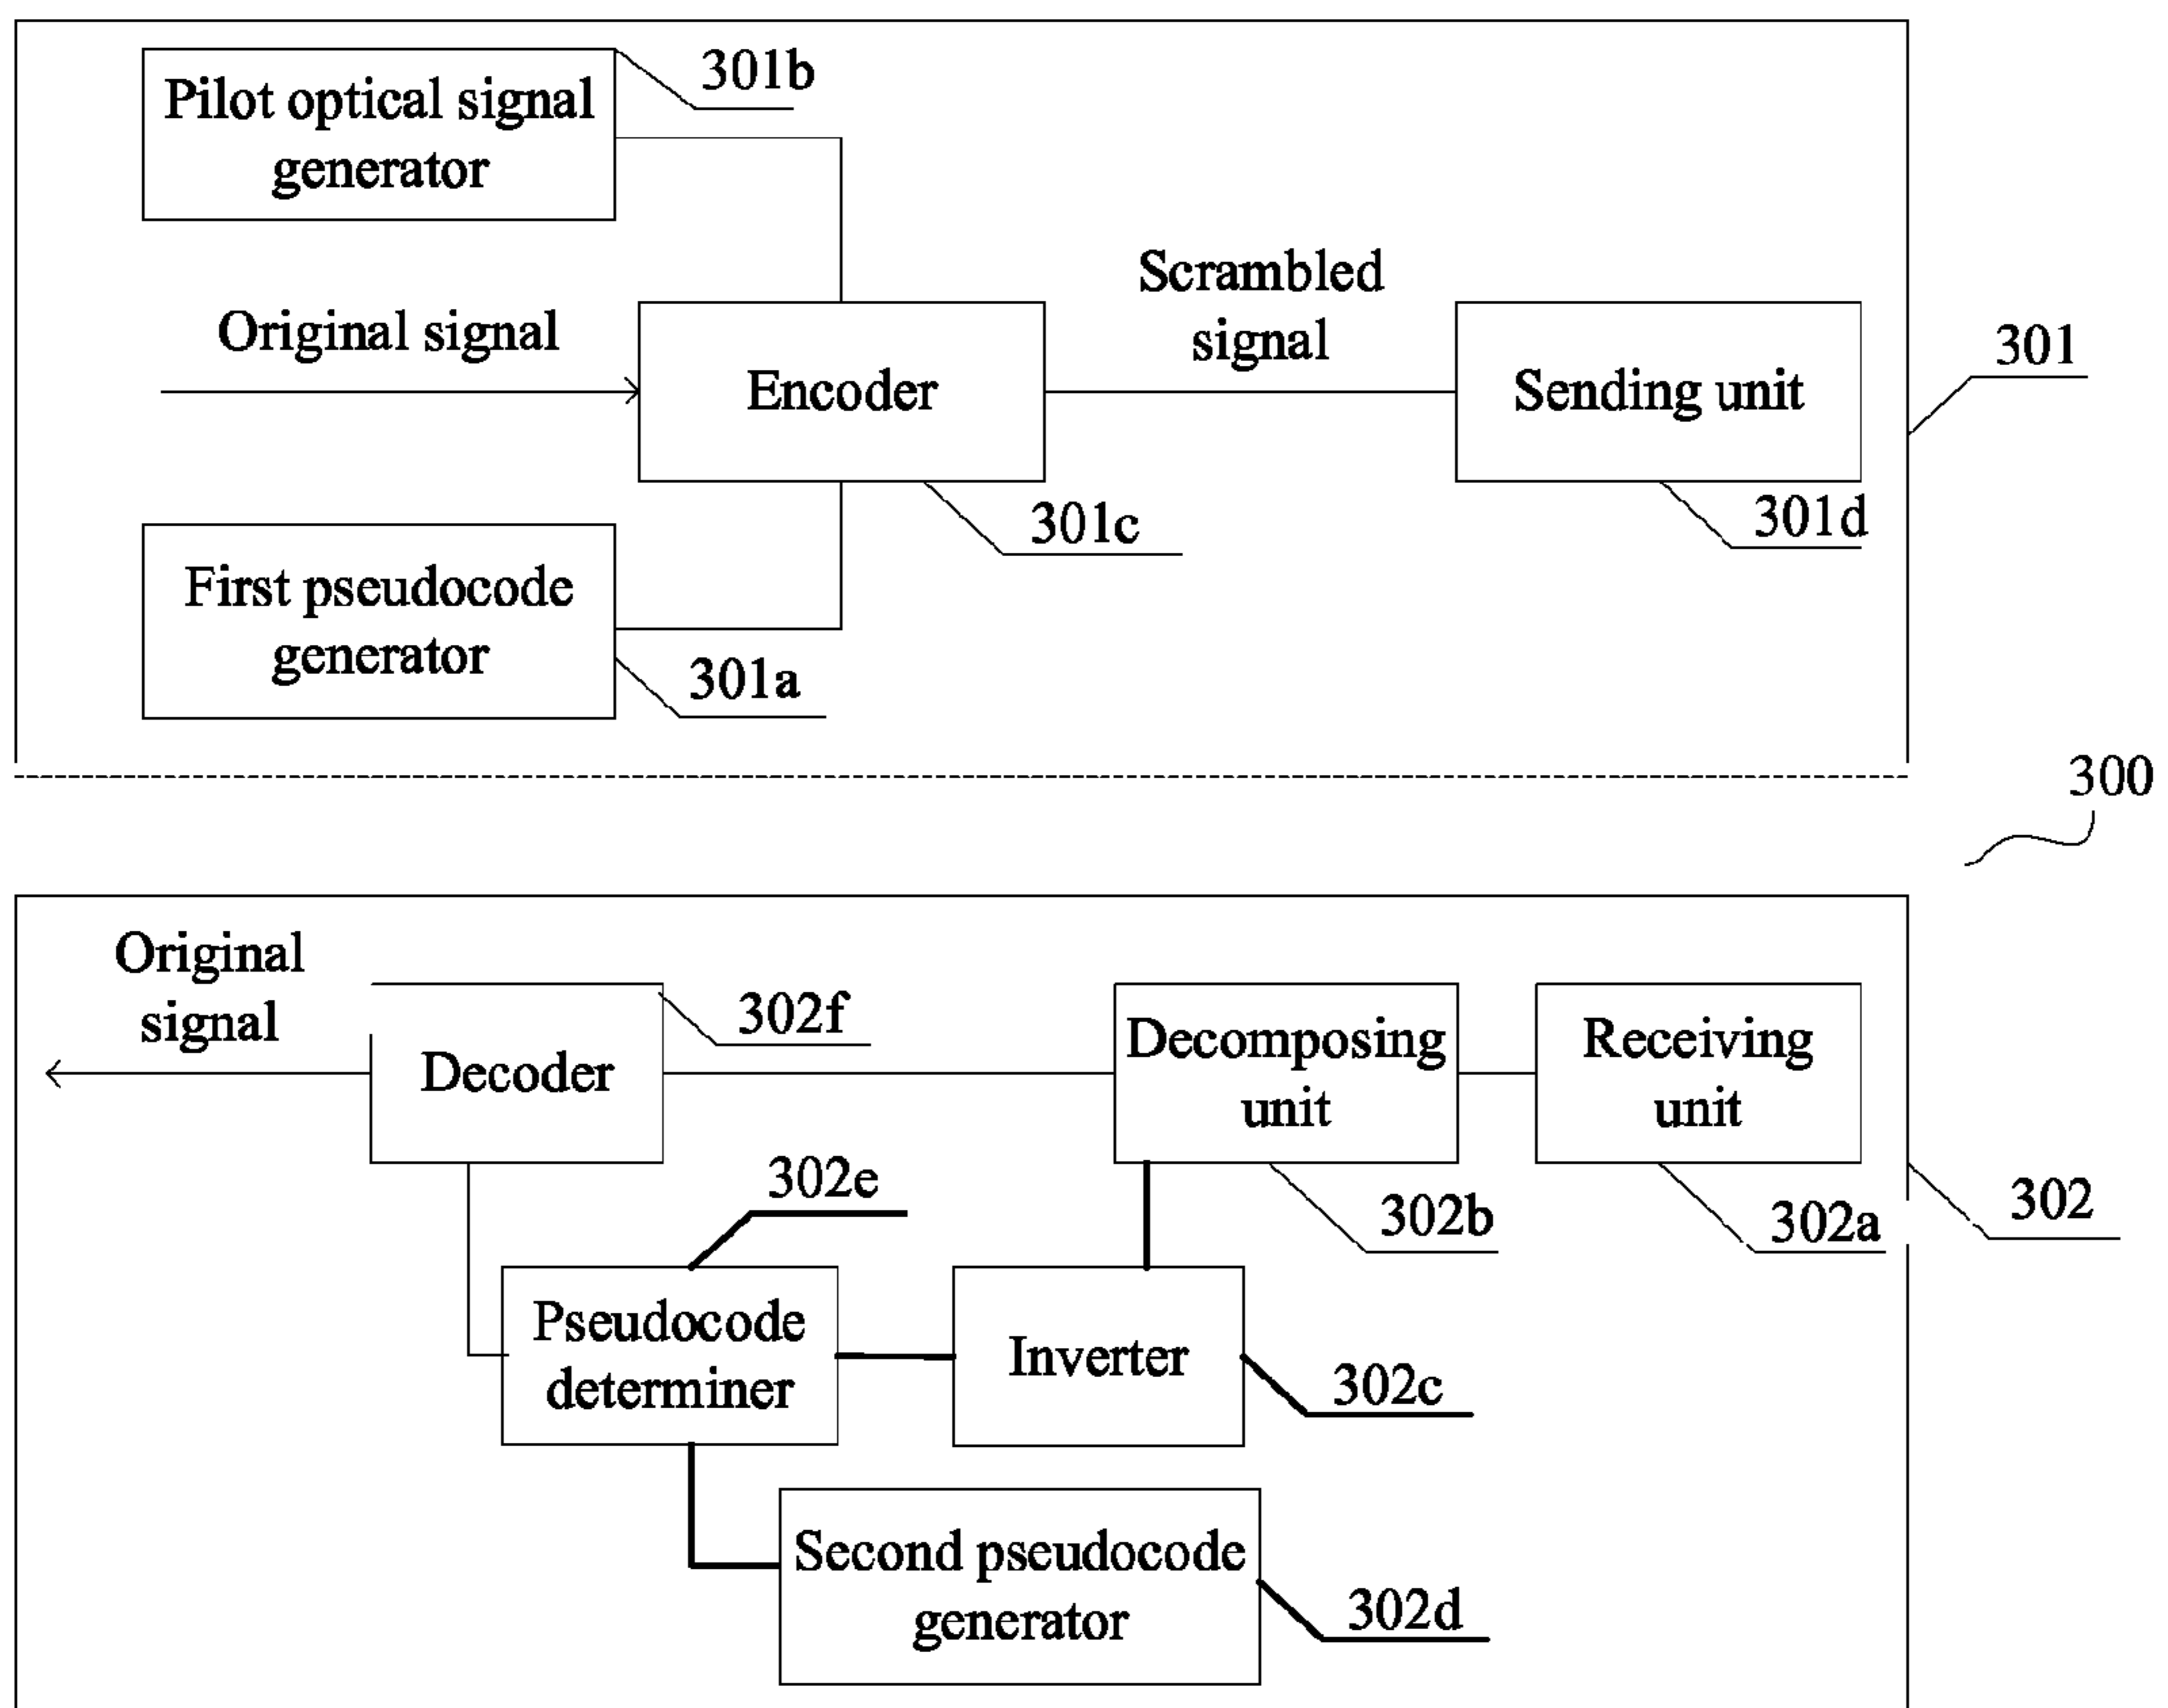 Pilot optical signal
generator
301b
Original signal
Scrambled
signal
Encoder
Sending unit
301
301c
301d
First pseudocode
generator
301a
300
Original
signal
302f
Decoder
Decomposing
unit
Receiving
unit
302e
302b
302a
302
Pseudocode
determiner
Inverter
302c
Second pseudocode
generator
302d